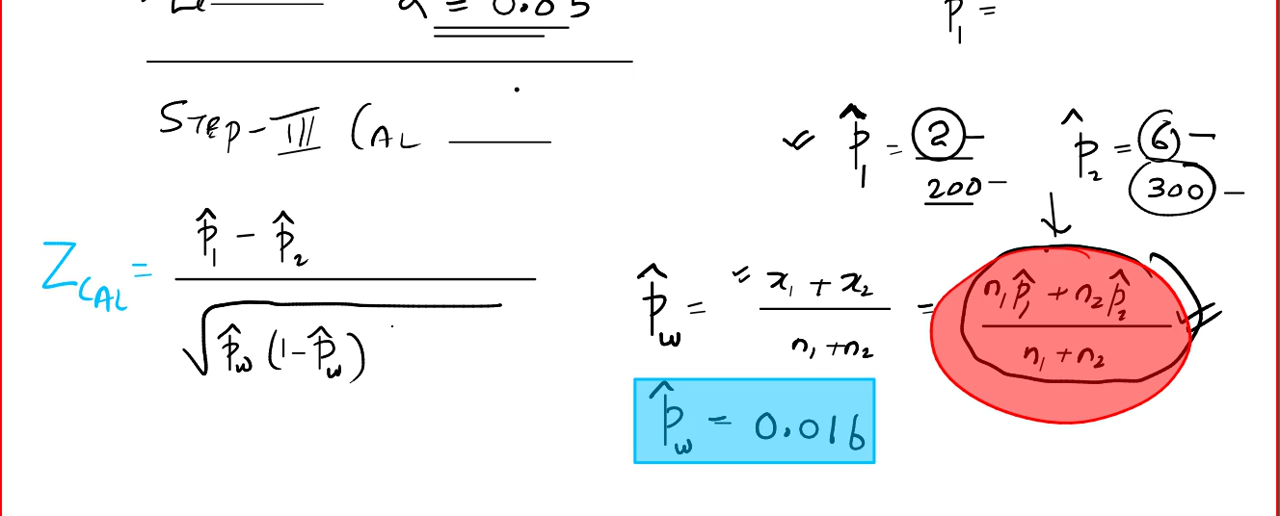 α = 0.05
p̂₁ =
STEP-III CAL
p̂₁ = 2/200
p̂₂ = 6/300
Z_CAL = (p̂₁ - p̂₂) / √(p̂_w (1-p̂_w))
p̂_w = (x₁ + x₂)/(n₁ + n₂) = (n₁p̂₁ + n₂p̂₂)/(n₁ + n₂)
p̂_w = 0.016